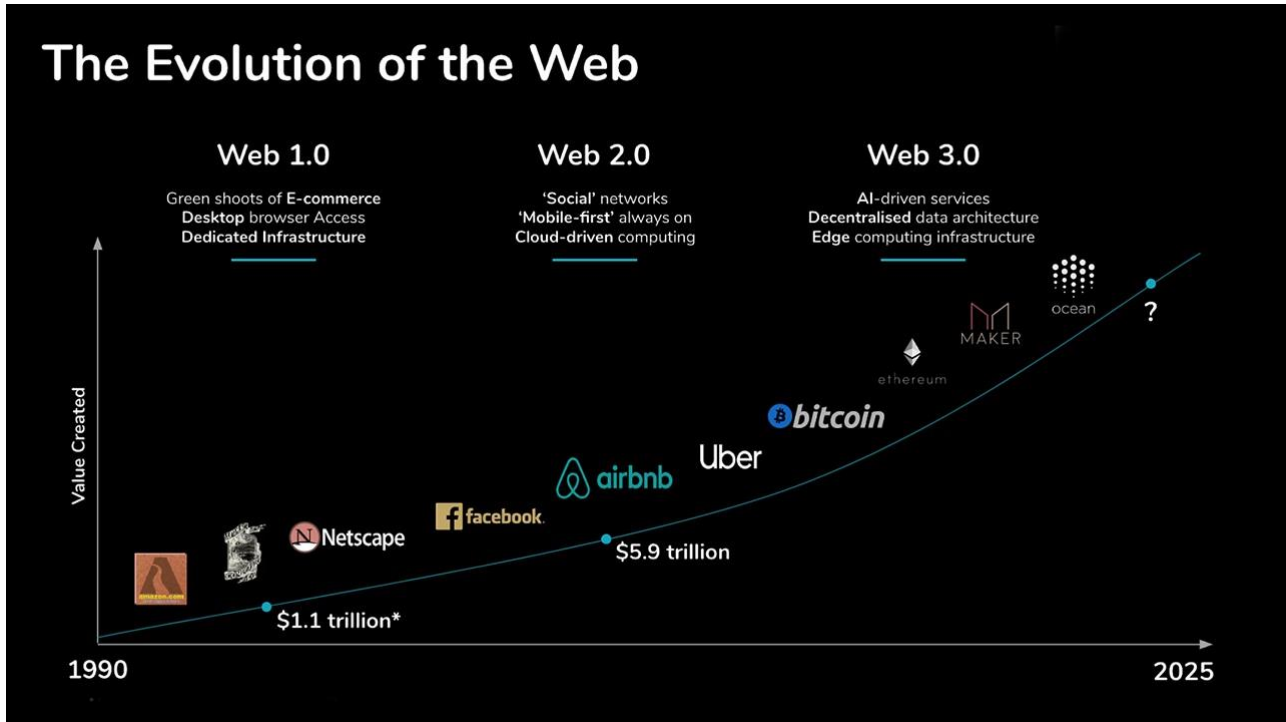 The Evolution of the Web
Web 1.0
Green shoots of E-commerce
Desktop browser Access
Dedicated Infrastructure
Web 2.0
‘Social’ networks
‘Mobile-first’ always on
Cloud-driven computing
Web 3.0
AI-driven services
Decentralised data architecture
Edge computing infrastructure
Value Created
amazon.com
Netscape
facebook.
airbnb
Uber
bitcoin
ethereum
MAKER
ocean
?
$1.1 trillion*
$5.9 trillion
1990
2025